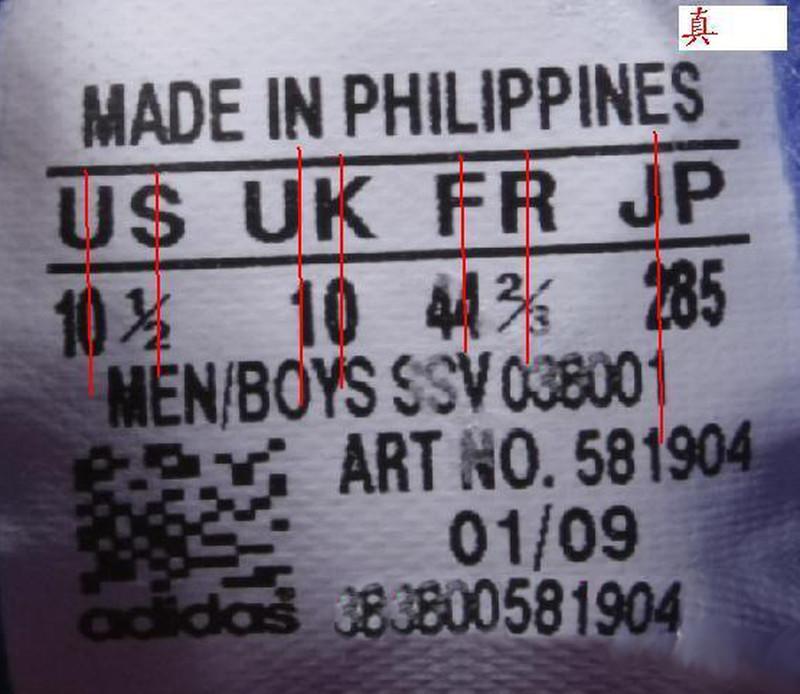 真
MADE IN PHILIPPINES
US UK FR JP
10 ½ 10 44 ⅔ 285
MEN/BOYS SSV 038001
ART NO. 581904
01/09
adidas 383800581904